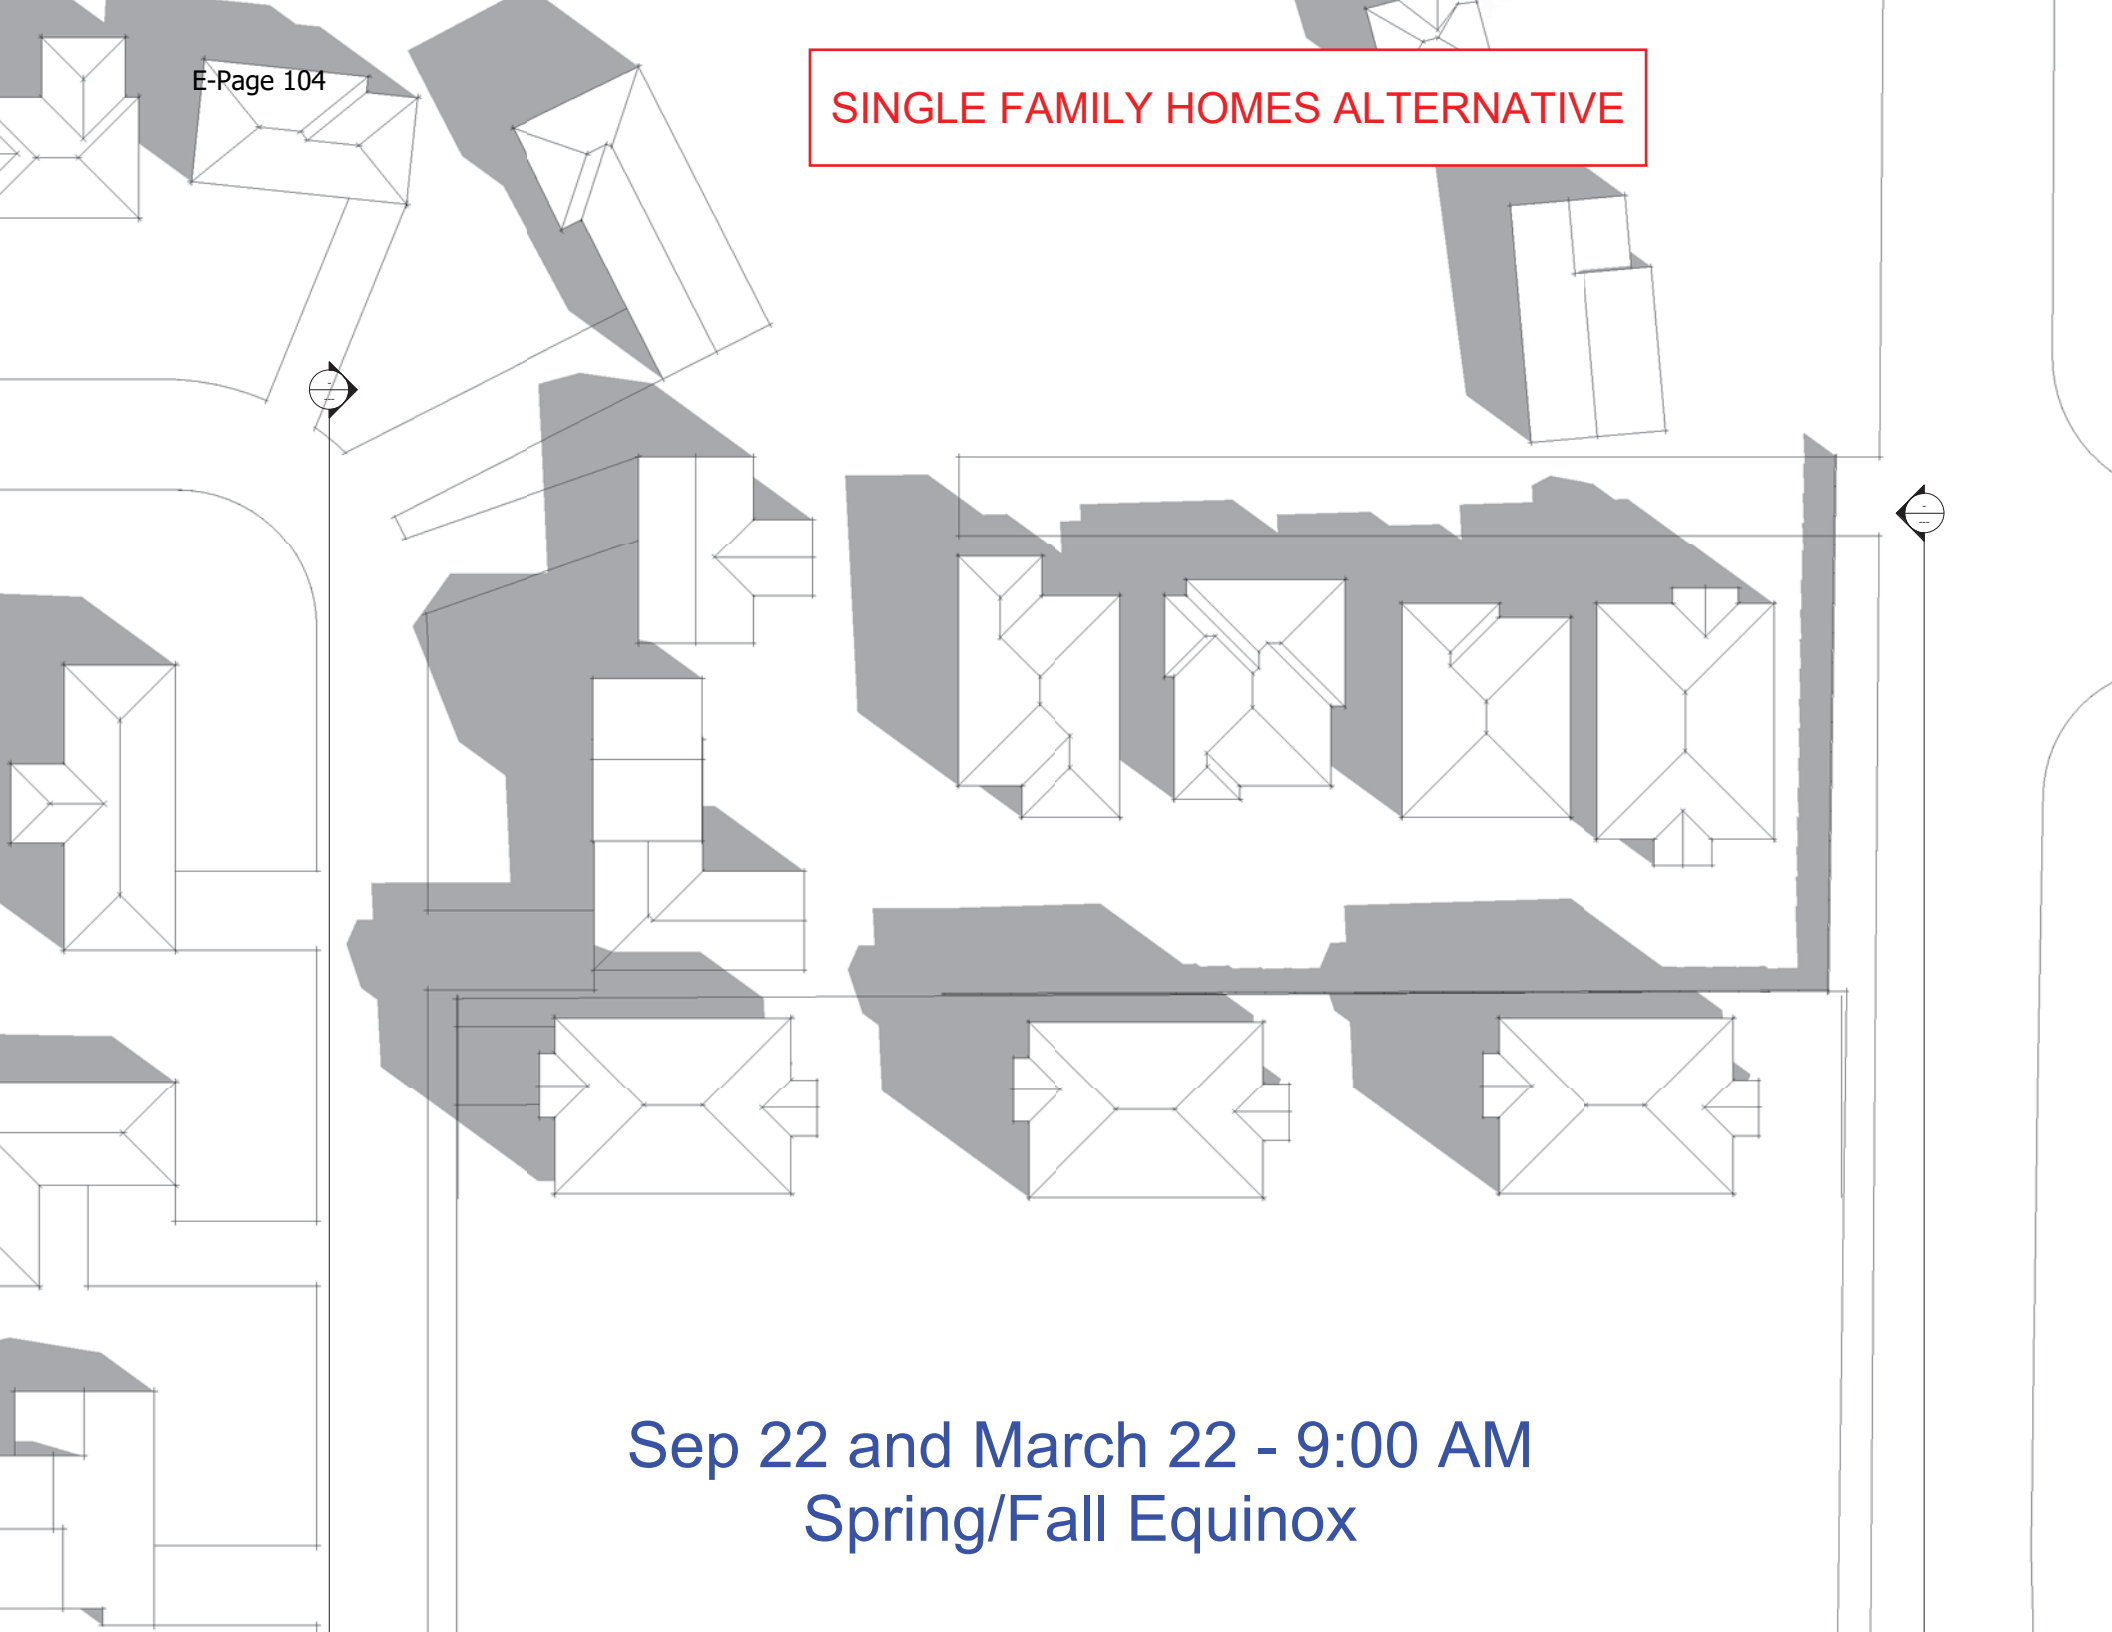 E-Page 104
SINGLE FAMILY HOMES ALTERNATIVE
-
---
-
---
Sep 22 and March 22 - 9:00 AM
Spring/Fall Equinox